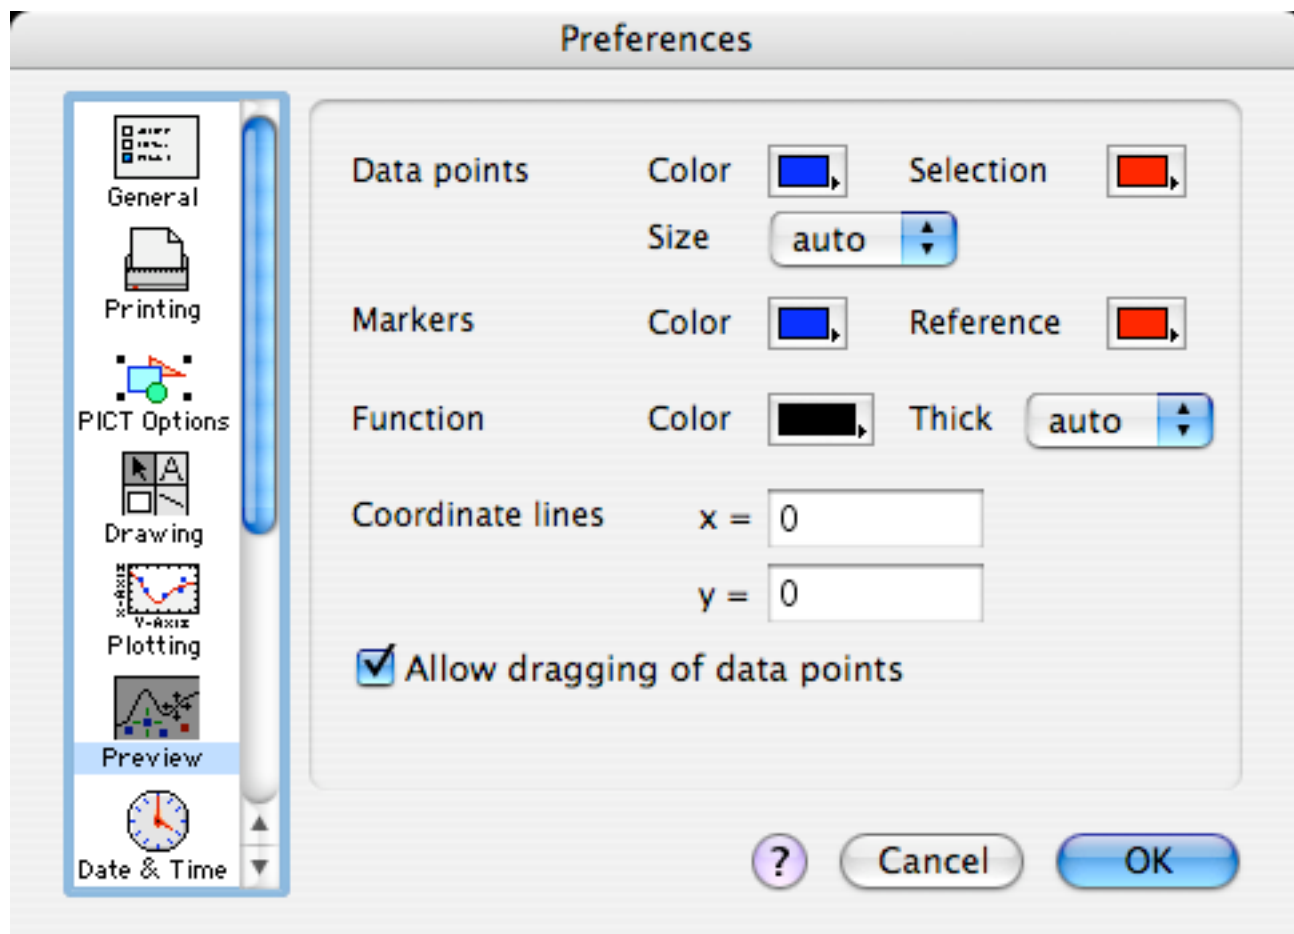 Preferences
General
Printing
PICT Options
Drawing
X-Axis
Y-Axis
Plotting
Preview
Date & Time
Data points Color Selection
Size auto
Markers Color Reference
Function Color Thick auto
Coordinate lines x = 0
y = 0
Allow dragging of data points
? Cancel OK